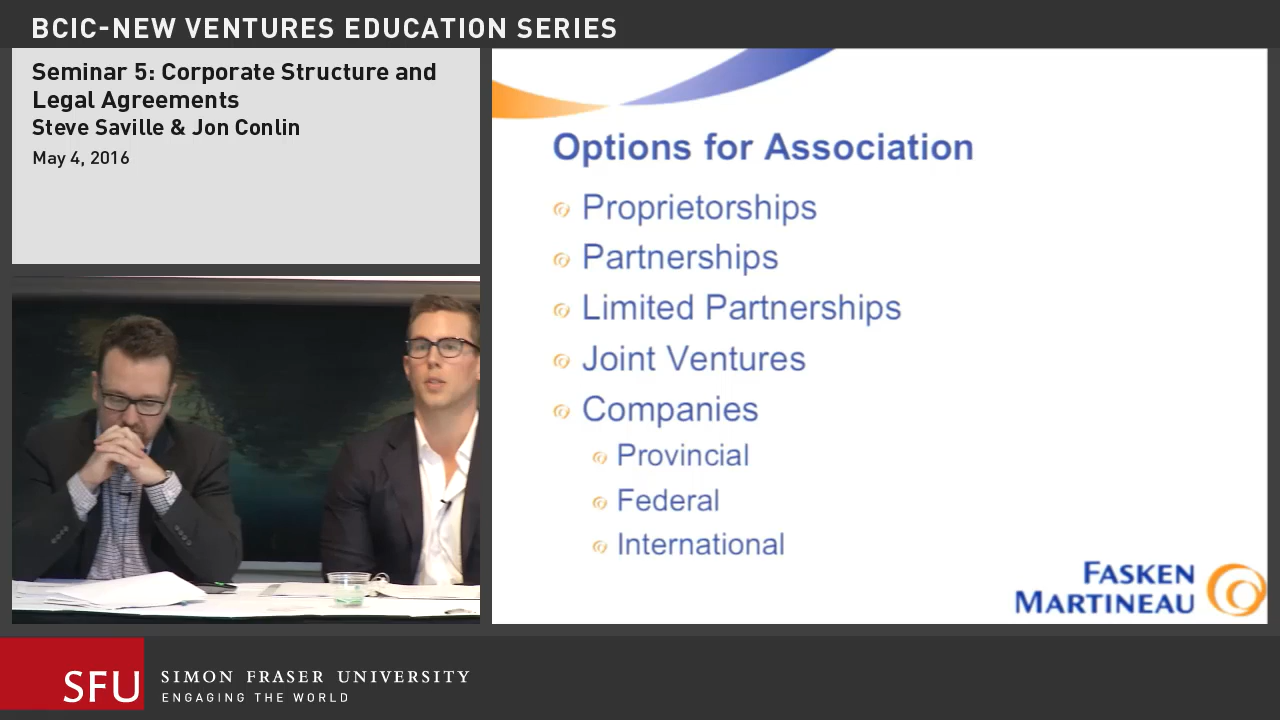 BCIC-NEW VENTURES EDUCATION SERIES
Seminar 5: Corporate Structure and
Legal Agreements
Steve Saville & Jon Conlin
May 4, 2016
Options for Association
Proprietorships
Partnerships
Limited Partnerships
Joint Ventures
Companies
Provincial
Federal
International
FASKEN
MARTINEAU
SFU
SIMON FRASER UNIVERSITY
ENGAGING THE WORLD